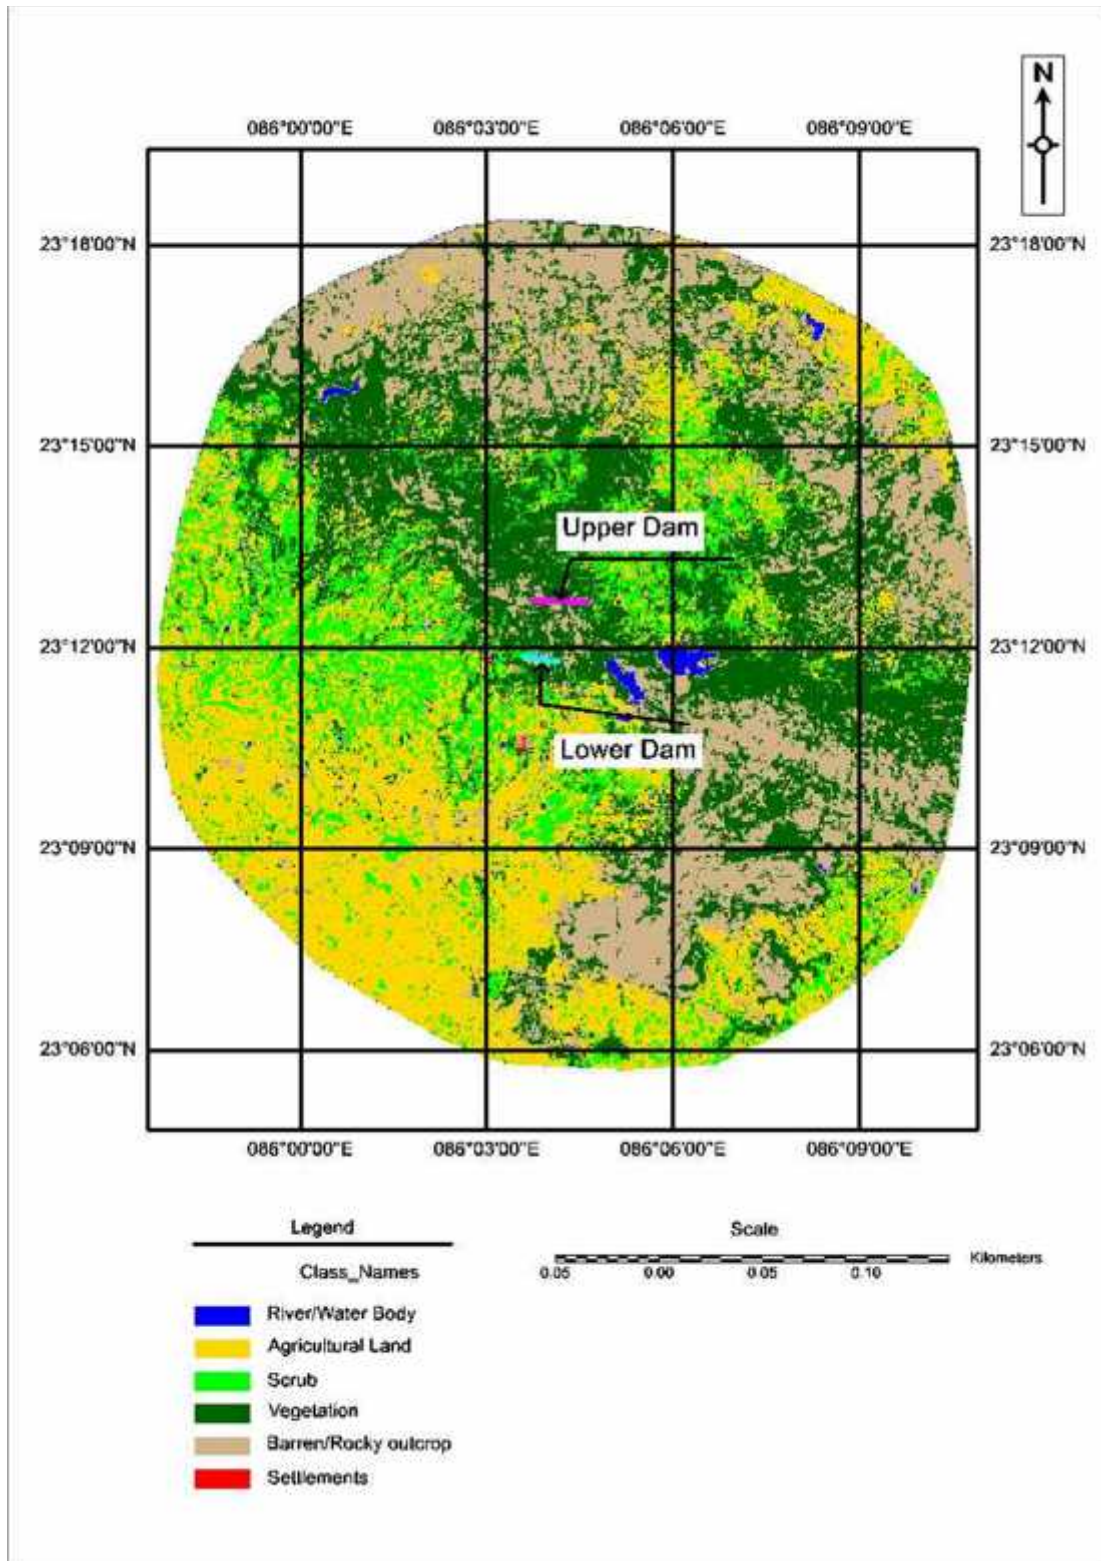 N
086°00'00"E 086°03'00"E 086°06'00"E 086°09'00"E
23°18'00"N 23°18'00"N
23°15'00"N 23°15'00"N
Upper Dam
23°12'00"N 23°12'00"N
Lower Dam
23°09'00"N 23°09'00"N
23°06'00"N 23°06'00"N
086°00'00"E 086°03'00"E 086°06'00"E 086°09'00"E
Legend
Scale
Kilometers
0.05 0.00 0.05 0.10
Class_Names
River/Water Body
Agricultural Land
Scrub
Vegetation
Barren/Rocky outcrop
Settlements